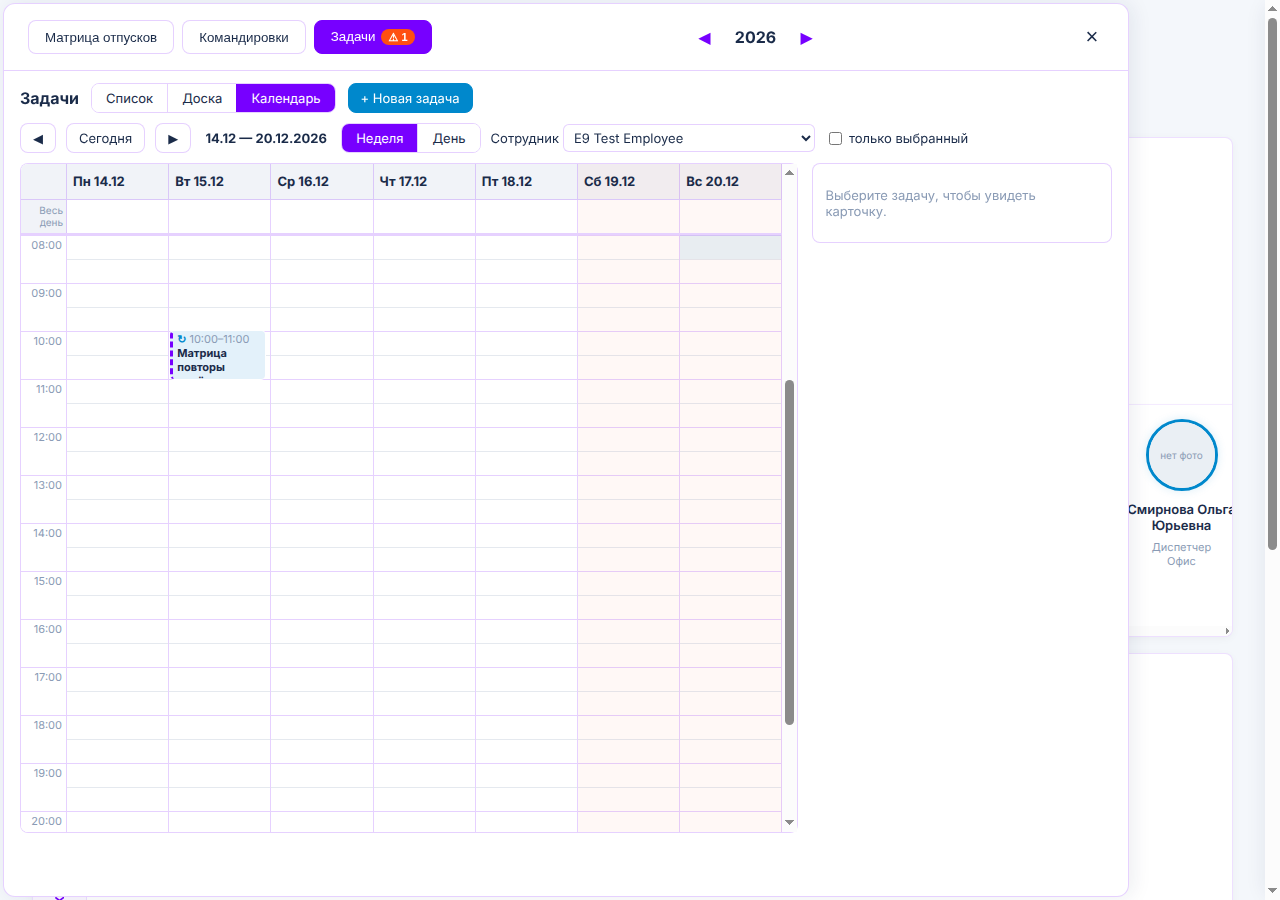 Матрица отпусков
Командировки
Задачи ⚠ 1
◀ 2026 ▶
×
Задачи
Список
Доска
Календарь
+ Новая задача
◀ Сегодня ▶ 14.12 — 20.12.2026
Неделя
День
Сотрудник E9 Test Employee
только выбранный
Пн 14.12
Вт 15.12
Ср 16.12
Чт 17.12
Пт 18.12
Сб 19.12
Вс 20.12
Весь
день
08:00
09:00
10:00
11:00
12:00
13:00
14:00
15:00
16:00
17:00
18:00
19:00
20:00
↻ 10:00–11:00
Матрица
повторы
Выберите задачу, чтобы увидеть
карточку.
нет фото
Смирнова Ольга
Юрьевна
Диспетчер
Офис